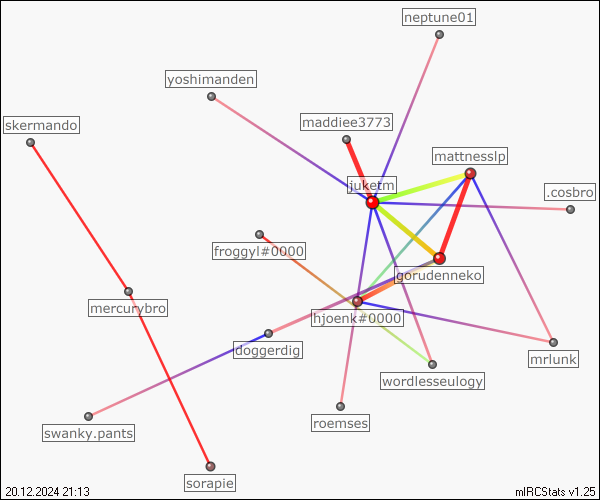 neptune01
yoshimanden
maddiee3773
skermando
mattnesslp
juketm
.cosbro
froggyl#0000
gorudenneko
mercurybro
hjoenk#0000
doggerdig
mrlunk
wordlesseulogy
roemses
swanky.pants
sorapie
20.12.2024 21:13
mIRCStats v1.25